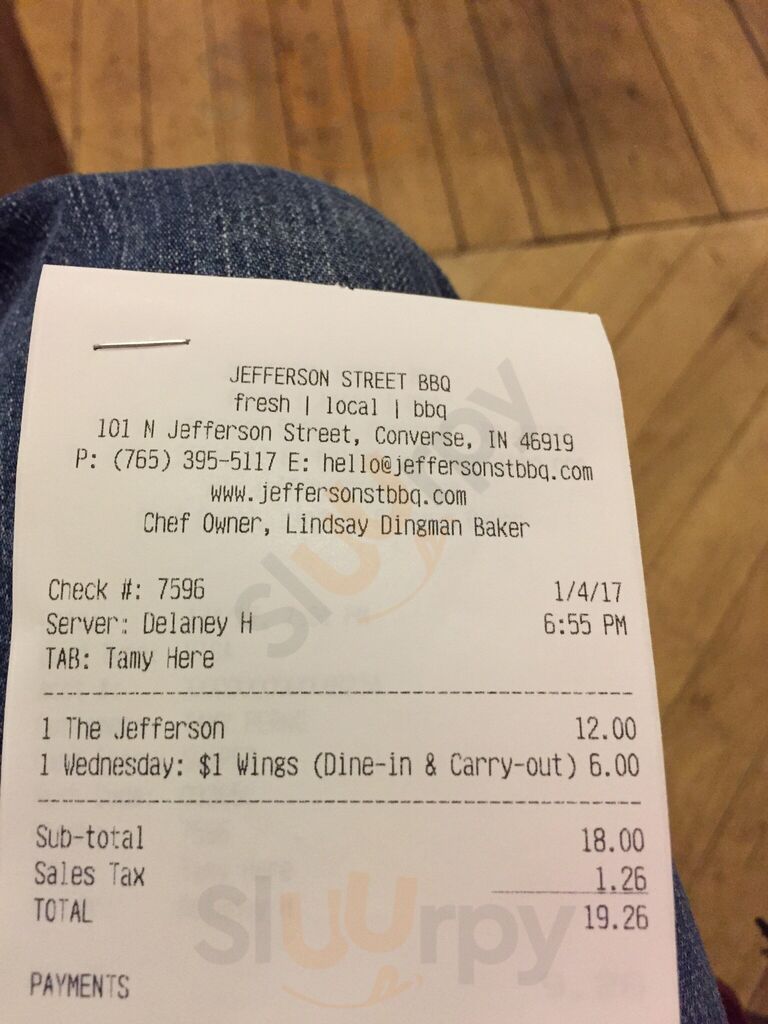 JEFFERSON STREET BBQ
fresh | local | bbq
101 N Jefferson Street, Converse, IN 46919
P: (765) 395-5117 E: hello@jeffersonstbbq.com
www.jeffersonstbbq.com
Chef Owner, Lindsay Dingman Baker
Check #: 7596 1/4/17
Server: Delaney H 6:55 PM
TAB: Tamy Here
1 The Jefferson 12.00
1 Wednesday: $1 Wings (Dine-in & Carry-out) 6.00
Sub-total 18.00
Sales Tax 1.26
TOTAL 19.26
PAYMENTS
Sluurpy
Sluurpy